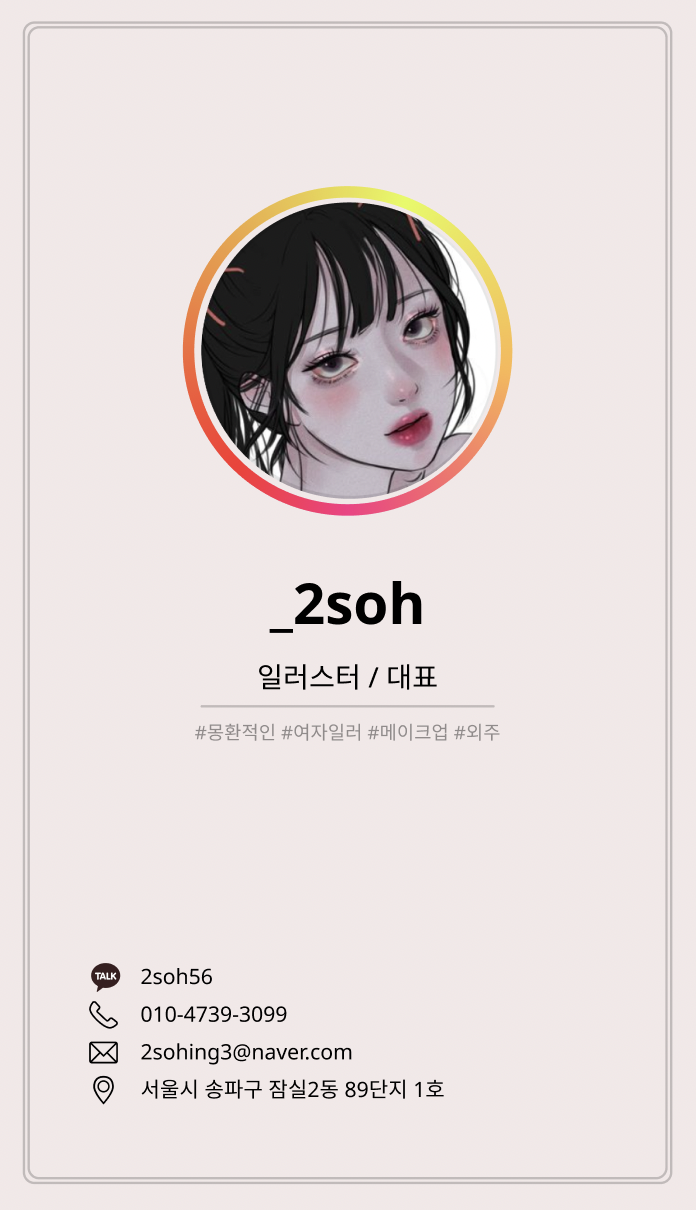 _2soh
일러스터 / 대표
#몽환적인 #여자일러 #메이크업 #외주
TALK 2soh56
010-4739-3099
2sohing3@naver.com
서울시 송파구 잠실2동 89단지 1호